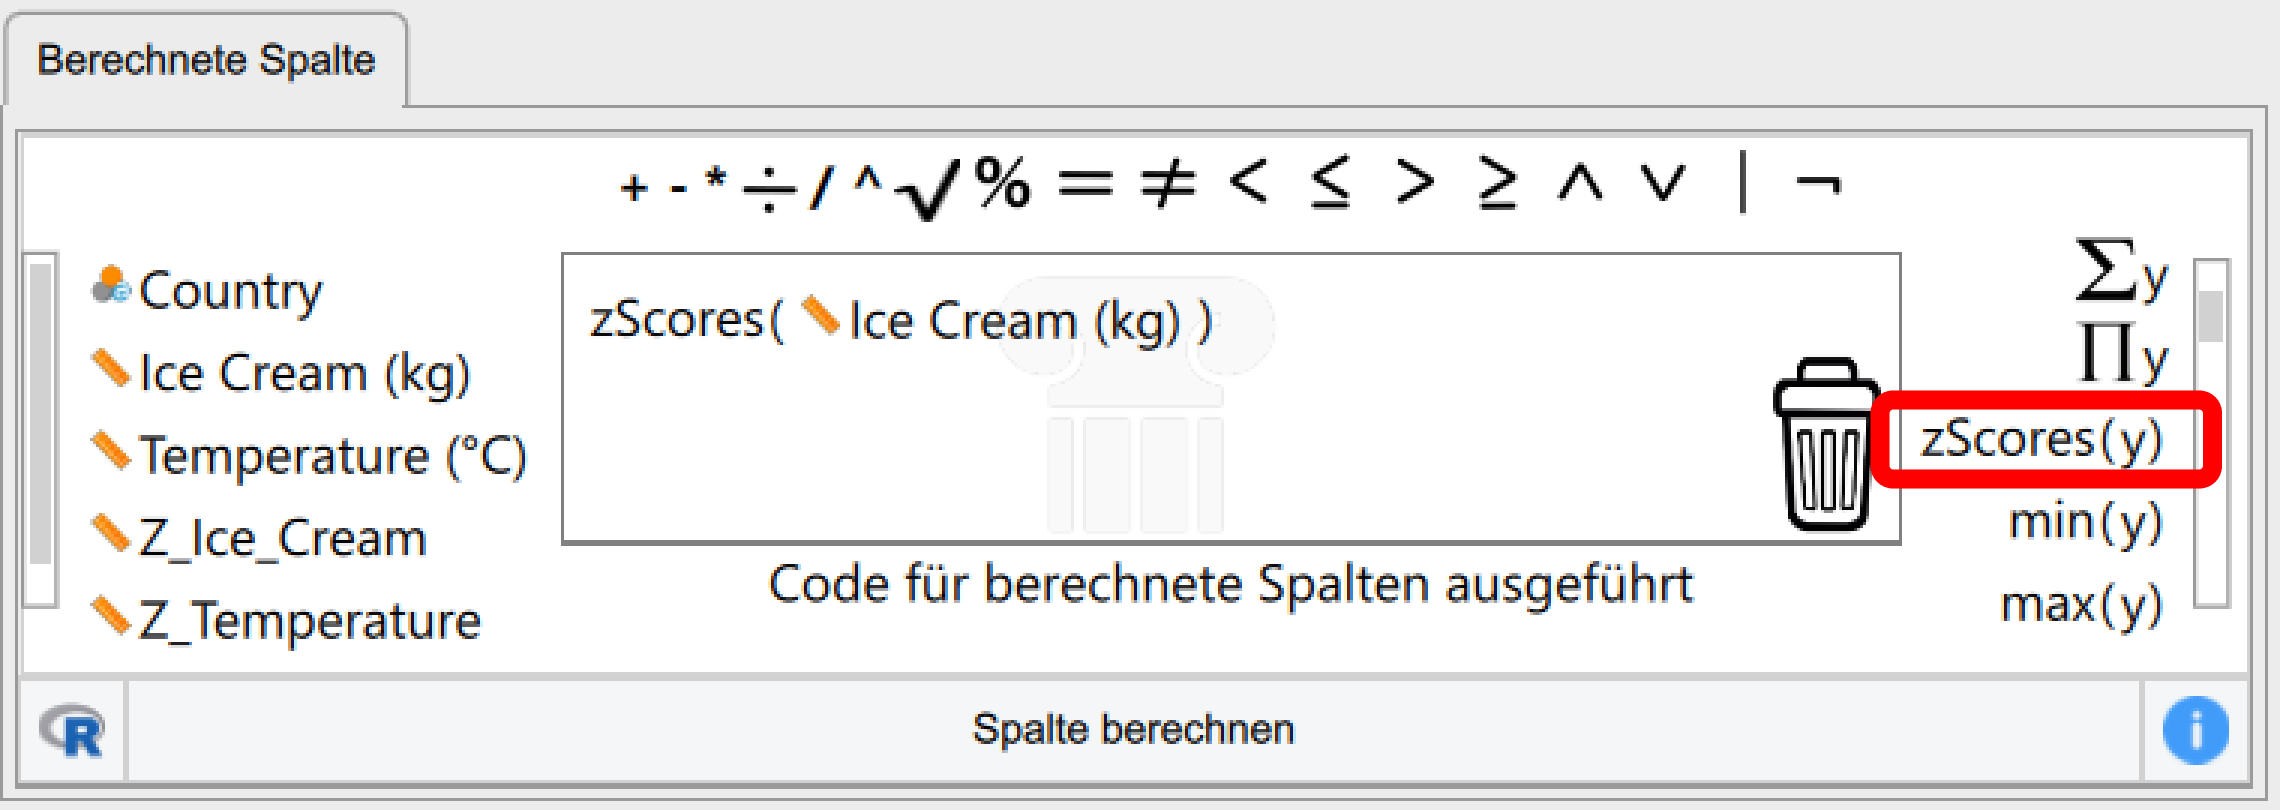 Berechnete Spalte
+ - * ÷ / ^ √ % = ≠ < ≤ > ≥ ∧ ∨ | ¬
Country
Ice Cream (kg)
Temperature (°C)
Z_Ice_Cream
Z_Temperature
zScores( Ice Cream (kg) )
Code für berechnete Spalten ausgeführt
Σy
∏y
zScores(y)
min(y)
max(y)
R
Spalte berechnen
i